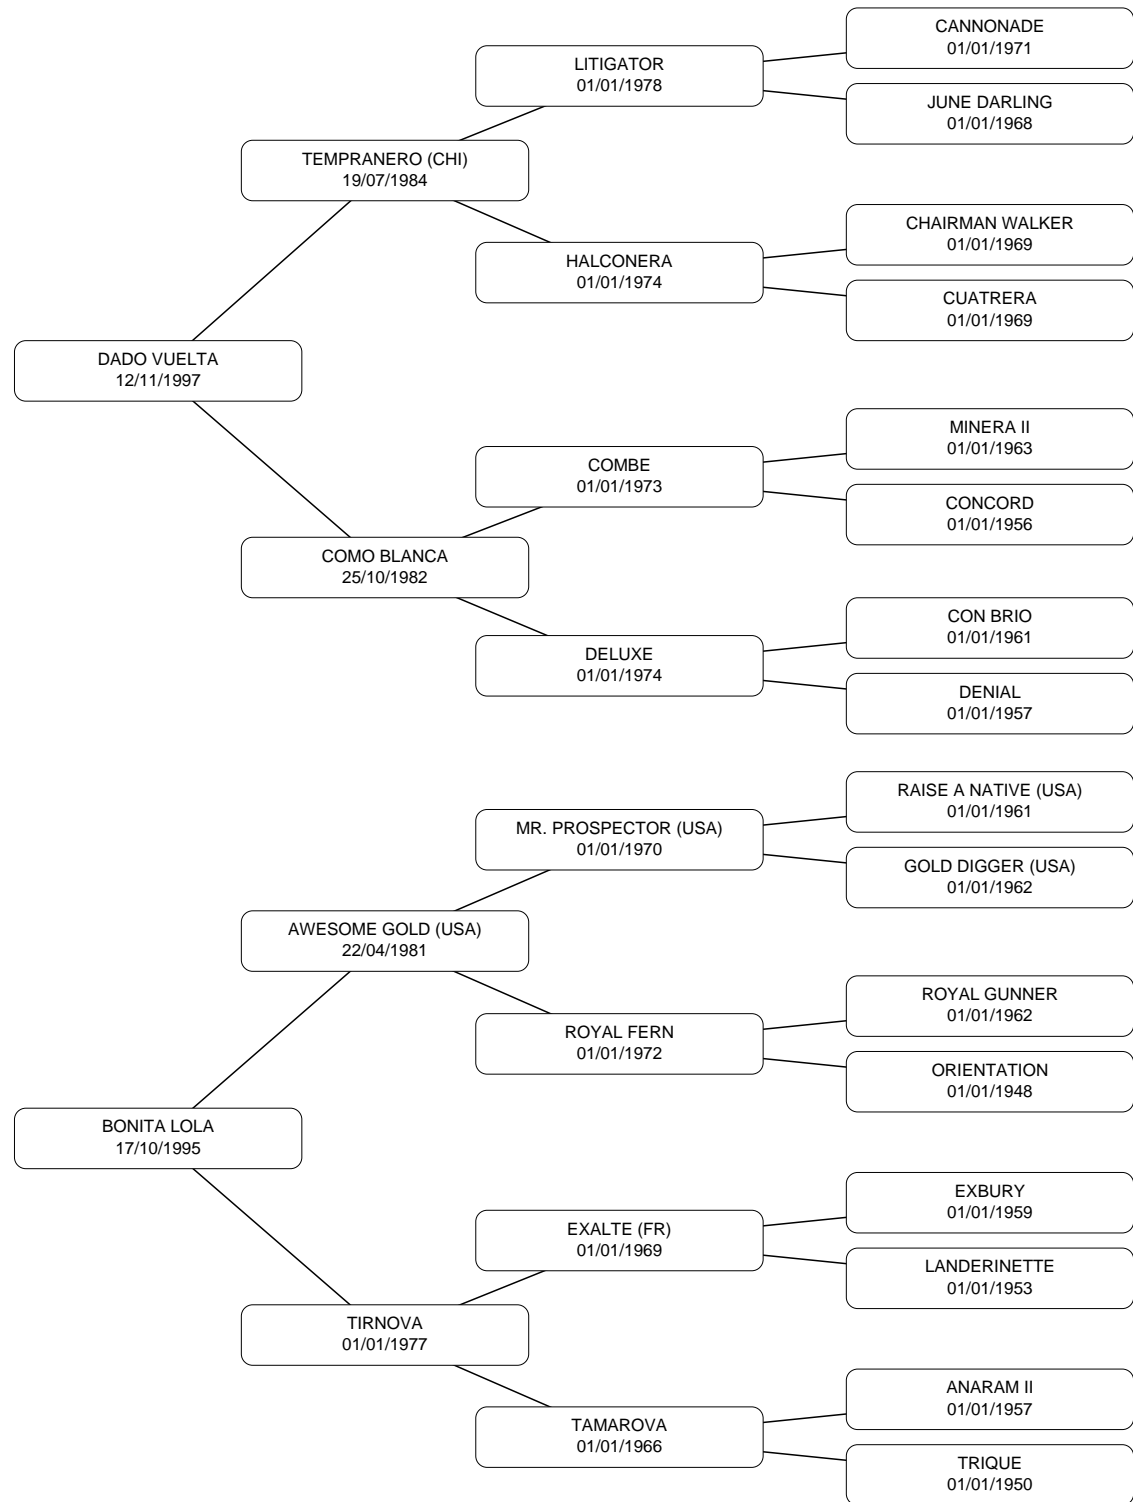 CANNONADE
01/01/1971
LITIGATOR
01/01/1978
JUNE DARLING
01/01/1968
TEMPRANERO (CHI)
19/07/1984
CHAIRMAN WALKER
01/01/1969
HALCONERA
01/01/1974
CUATRERA
01/01/1969
DADO VUELTA
12/11/1997
MINERA II
01/01/1963
COMBE
01/01/1973
CONCORD
01/01/1956
COMO BLANCA
25/10/1982
CON BRIO
01/01/1961
DELUXE
01/01/1974
DENIAL
01/01/1957
RAISE A NATIVE (USA)
01/01/1961
MR. PROSPECTOR (USA)
01/01/1970
GOLD DIGGER (USA)
01/01/1962
AWESOME GOLD (USA)
22/04/1981
ROYAL GUNNER
01/01/1962
ROYAL FERN
01/01/1972
ORIENTATION
01/01/1948
BONITA LOLA
17/10/1995
EXBURY
01/01/1959
EXALTE (FR)
01/01/1969
LANDERINETTE
01/01/1953
TIRNOVA
01/01/1977
ANARAM II
01/01/1957
TAMAROVA
01/01/1966
TRIQUE
01/01/1950